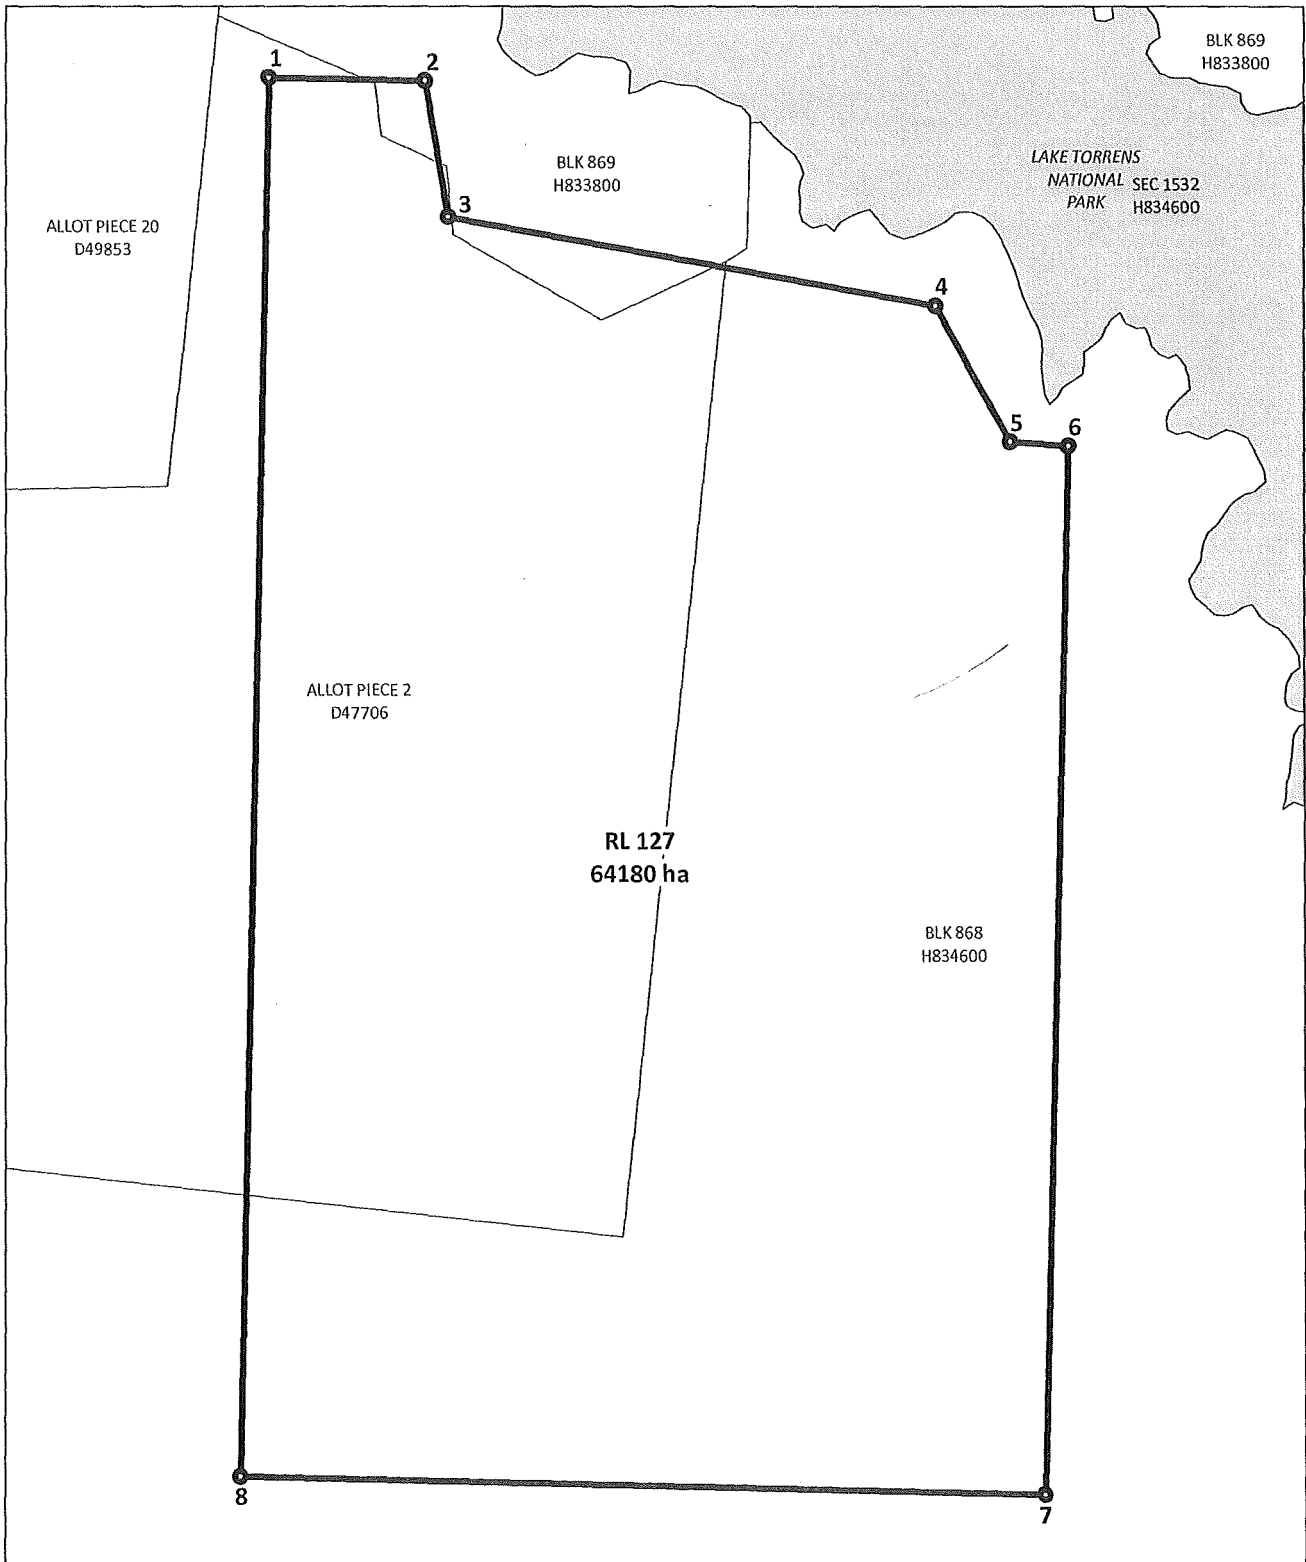 BLK 869
H833800
1
2
BLK 869
H833800
LAKE TORRENS
NATIONAL
PARK
SEC 1532
H834600
3
ALLOT PIECE 20
D49853
4
5
6
ALLOT PIECE 2
D47706
RL 127
64180 ha
BLK 868
H834600
8
7